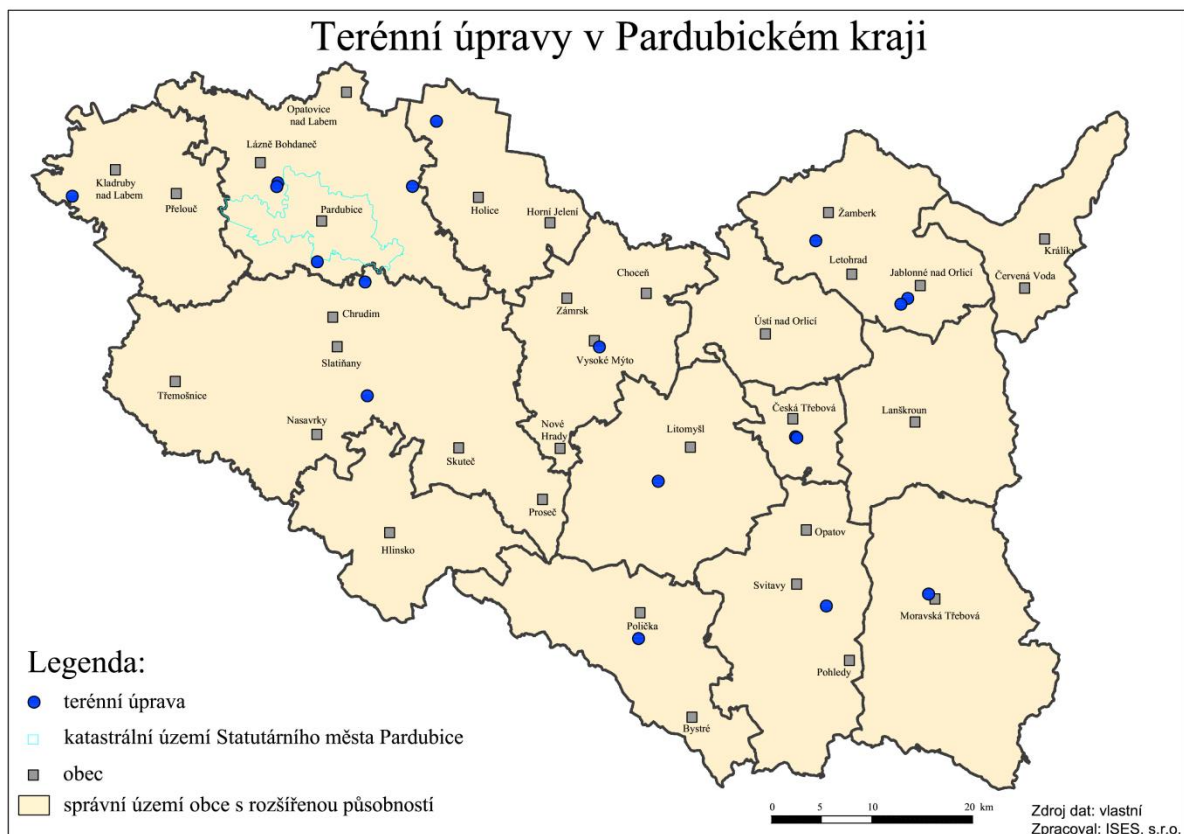 Terénní úpravy v Pardubickém kraji
Opatovice
nad Labem
Lázně Bohdaneč
Kladruby
nad Labem
Přelouč
Pardubice
Holice
Horní Jelení
Žamberk
Králíky
Letohrad
Jablonné nad Orlicí
Červená Voda
Choceň
Zámrsk
Chrudim
Ústí nad Orlicí
Vysoké Mýto
Slatiňany
Třemošnice
Česká Třebová
Lanškroun
Nasavrky
Nové
Hrady
Litomyšl
Skuteč
Proseč
Opatov
Hlinsko
Svitavy
Moravská Třebová
Polička
Pohledy
Bystré
Legenda:
terénní úprava
katastrální území Statutárního města Pardubice
obec
správní území obce s rozšířenou působností
0 5 10 20 km
Zdroj dat: vlastní
Zpracoval: ISES, s.r.o.